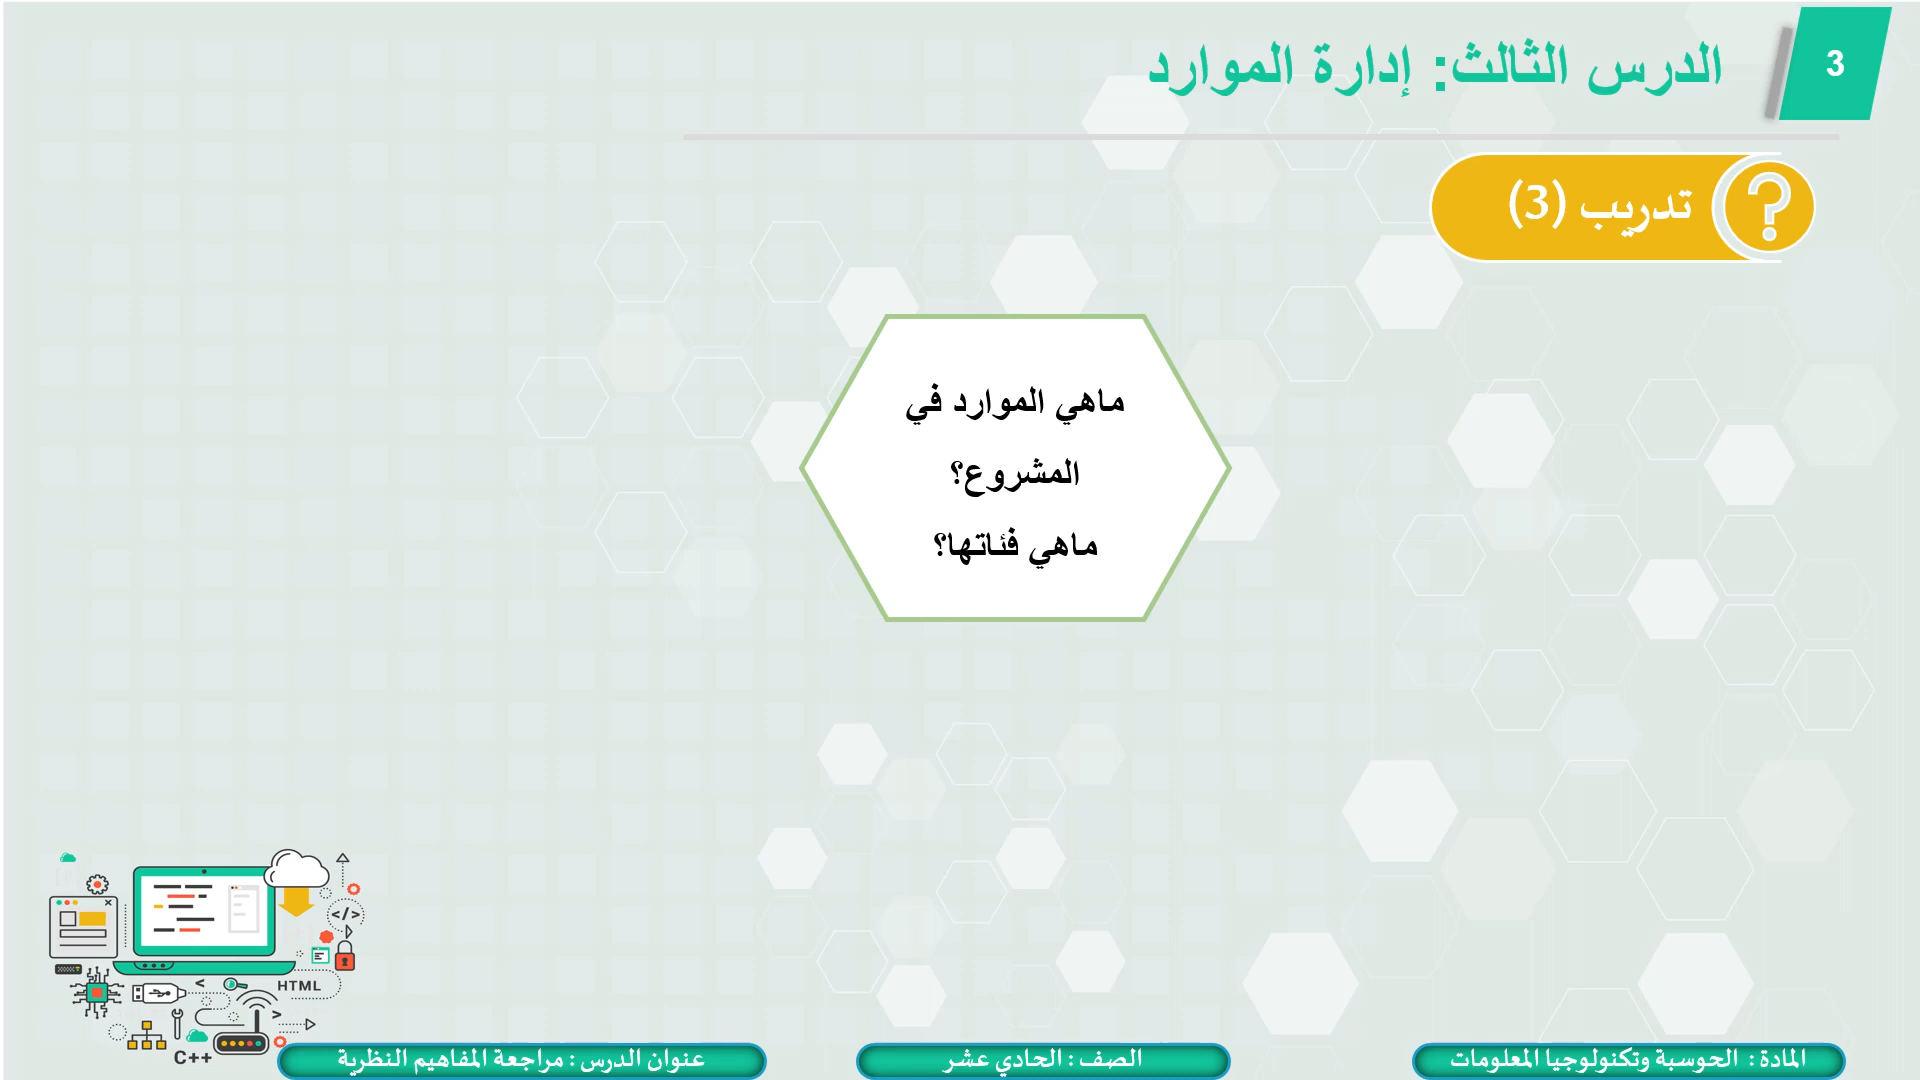 3
الدرس الثالث: إدارة الموارد
تدريب (3)
ماهي الموارد في
المشروع؟
ماهي فئاتها؟
</>
HTML
C++
المادة : الحوسبة وتكنولوجيا المعلومات
الصف : الحادي عشر
عنوان الدرس : مراجعة المفاهيم النظرية